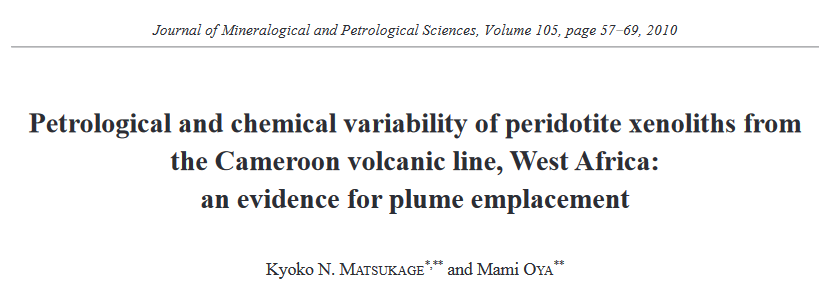 Journal of Mineralogical and Petrological Sciences, Volume 105, page 57–69, 2010
Petrological and chemical variability of peridotite xenoliths from
the Cameroon volcanic line, West Africa:
an evidence for plume emplacement
Kyoko N. MATSUKAGE*,** and Mami OYA**